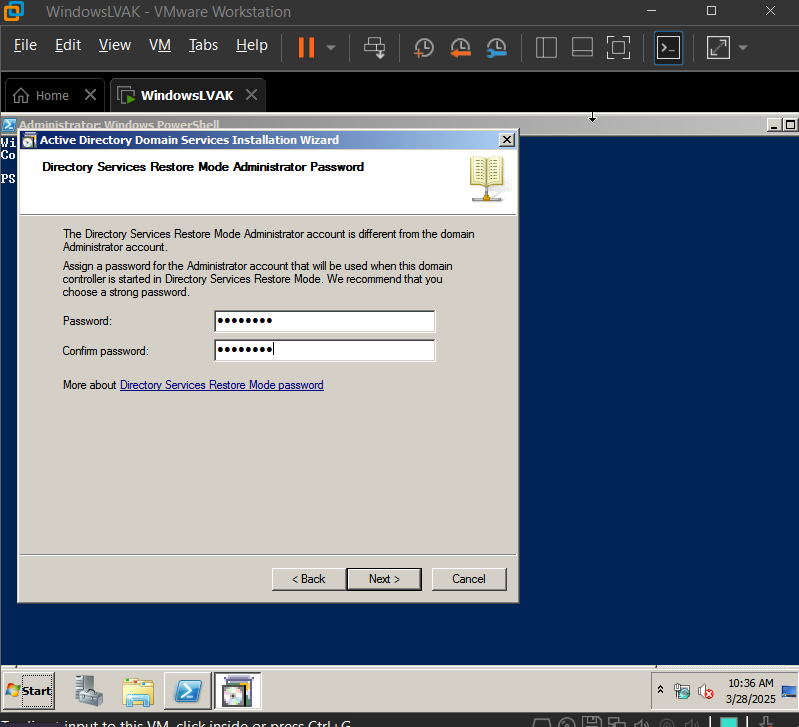 WindowsLVAK - VMware Workstation
File Edit View VM Tabs Help
Home
WindowsLVAK
Administrator: Windows PowerShell
Wi
Co
PS
Active Directory Domain Services Installation Wizard
Directory Services Restore Mode Administrator Password
The Directory Services Restore Mode Administrator account is different from the domain
Administrator account.
Assign a password for the Administrator account that will be used when this domain
controller is started in Directory Services Restore Mode. We recommend that you
choose a strong password.
Password: ●●●●●●●●
Confirm password: ●●●●●●●●
More about Directory Services Restore Mode password
< Back Next > Cancel
Start
10:36 AM
3/28/2025
input to this VM, click inside or press Ctrl+G.